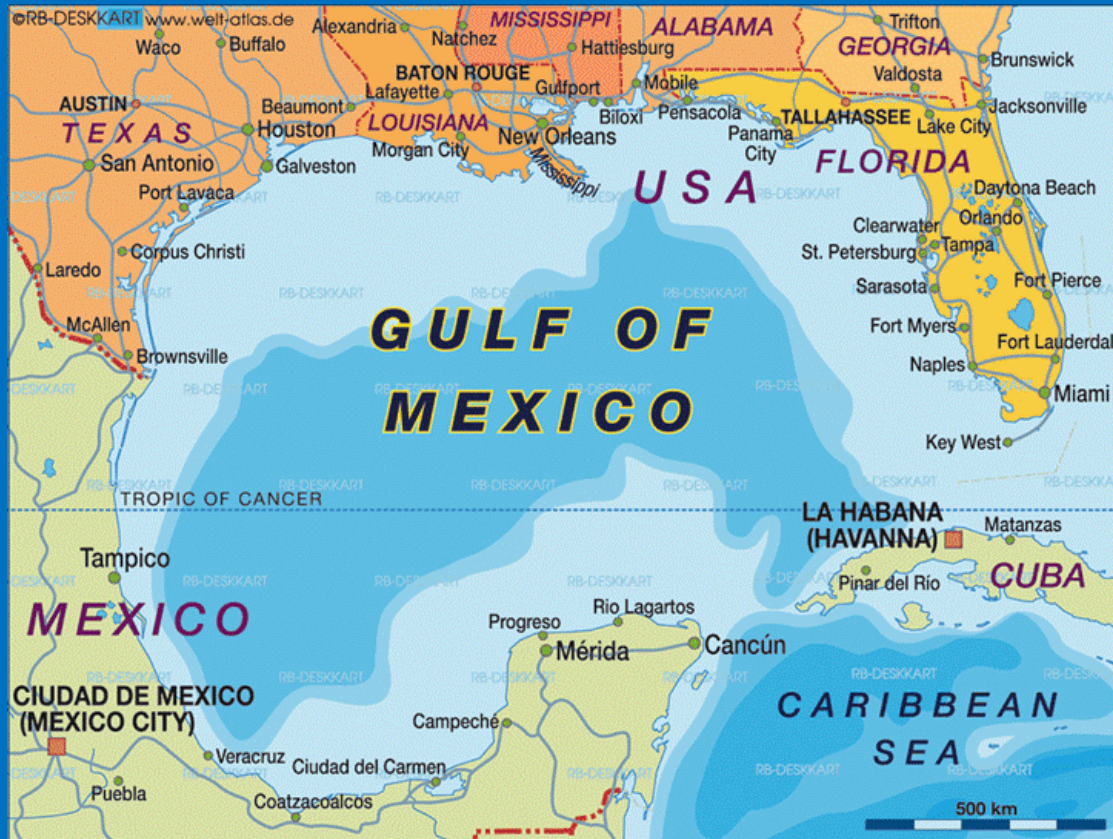 ©RB-DESKKART www.welt-atlas.de
MISSISSIPPI
ALABAMA
GEORGIA
Trifton
Alexandria
Natchez
Hattiesburg
Waco
Buffalo
Brunswick
BATON ROUGE
Gulfport
Mobile
Valdosta
AUSTIN
Beaumont
Lafayette
Biloxi
Pensacola
TALLAHASSEE
Jacksonville
TEXAS
Houston
LOUISIANA
New Orleans
Panama
City
Lake City
San Antonio
Galveston
Morgan City
Mississippi
USA
FLORIDA
Port Lavaca
Daytona Beach
Orlando
Clearwater
Tampa
St. Petersburg
Corpus Christi
Laredo
Sarasota
Fort Pierce
McAllen
Fort Myers
Fort Lauderdal
Brownsville
Naples
Miami
GULF OF
MEXICO
Key West
TROPIC OF CANCER
LA HABANA
(HAVANNA)
Matanzas
Pinar del Río
CUBA
Tampico
MEXICO
Rio Lagartos
Progreso
Mérida
Cancún
CIUDAD DE MEXICO
(MEXICO CITY)
Campeché
CARIBBEAN
SEA
Veracruz
Ciudad del Carmen
Puebla
Coatzacoalcos
500 km
RB-DESKKART